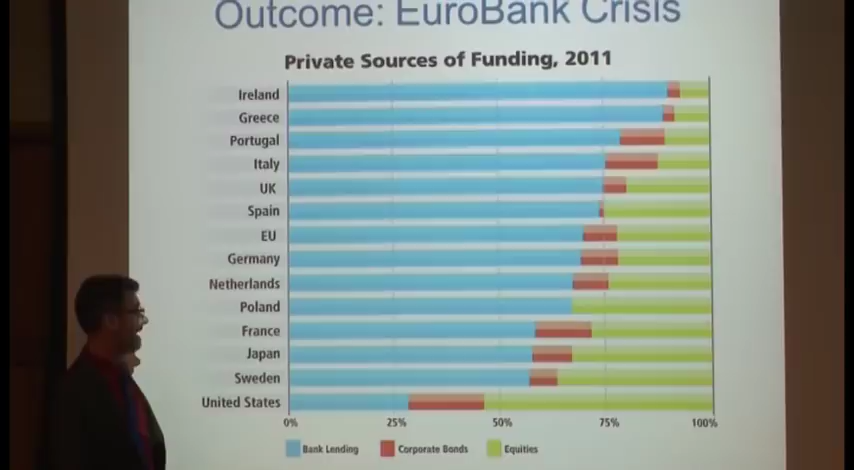 Outcome: EuroBank Crisis
Private Sources of Funding, 2011
Ireland
Greece
Portugal
Italy
UK
Spain
EU
Germany
Netherlands
Poland
France
Japan
Sweden
United States
0% 25% 50% 75% 100%
Bank Lending Corporate Bonds Equities